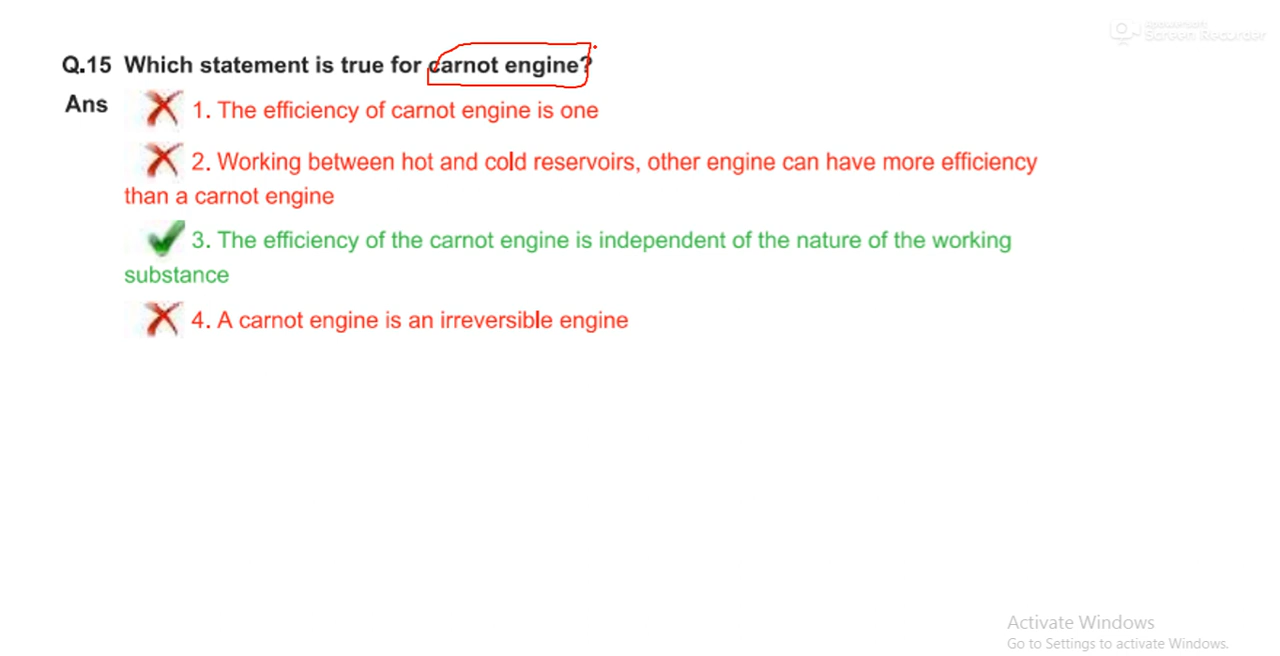 Screen Recorder
Q.15 Which statement is true for carnot engine?
Ans
1. The efficiency of carnot engine is one
2. Working between hot and cold reservoirs, other engine can have more efficiency
than a carnot engine
3. The efficiency of the carnot engine is independent of the nature of the working
substance
4. A carnot engine is an irreversible engine
Activate Windows
Go to Settings to activate Windows.